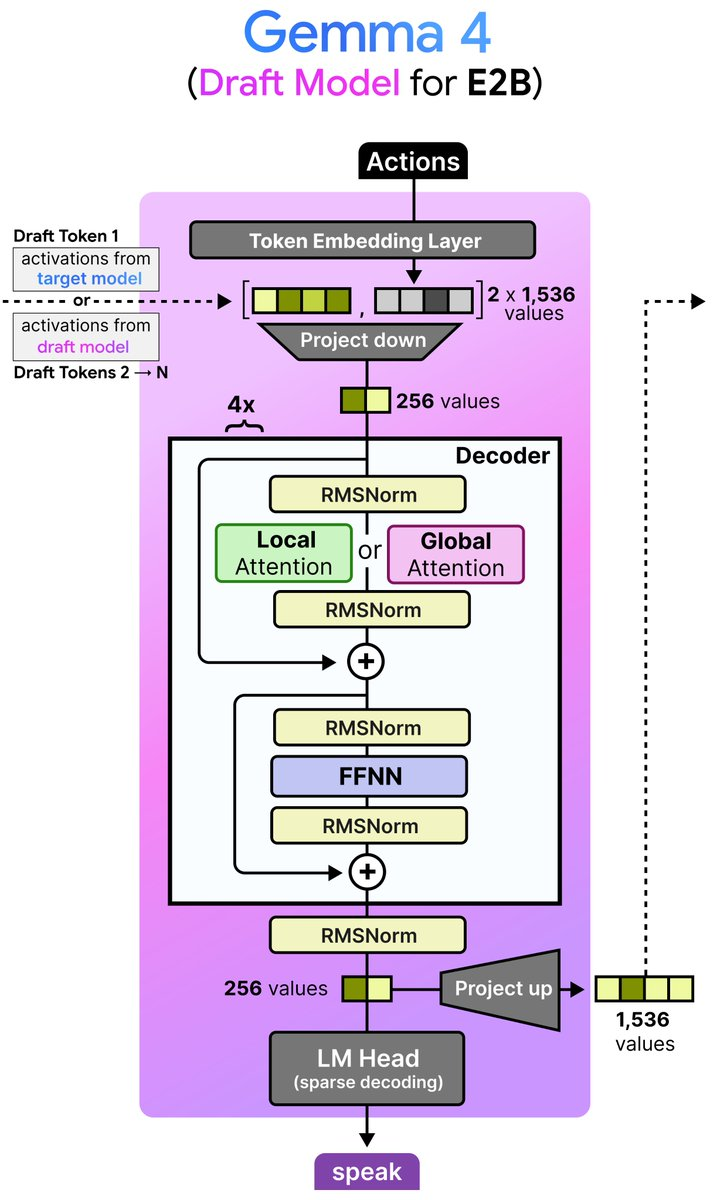 Gemma 4
(Draft Model for E2B)
Actions
Token Embedding Layer
Draft Token 1
activations from
target model
or
activations from
draft model
Draft Tokens 2 → N
[ , ] 2 x 1,536
values
Project down
256 values
4x
Decoder
RMSNorm
Local
Attention
or
Global
Attention
RMSNorm
+
RMSNorm
FFNN
RMSNorm
+
RMSNorm
256 values
Project up
1,536
values
LM Head
(sparse decoding)
speak